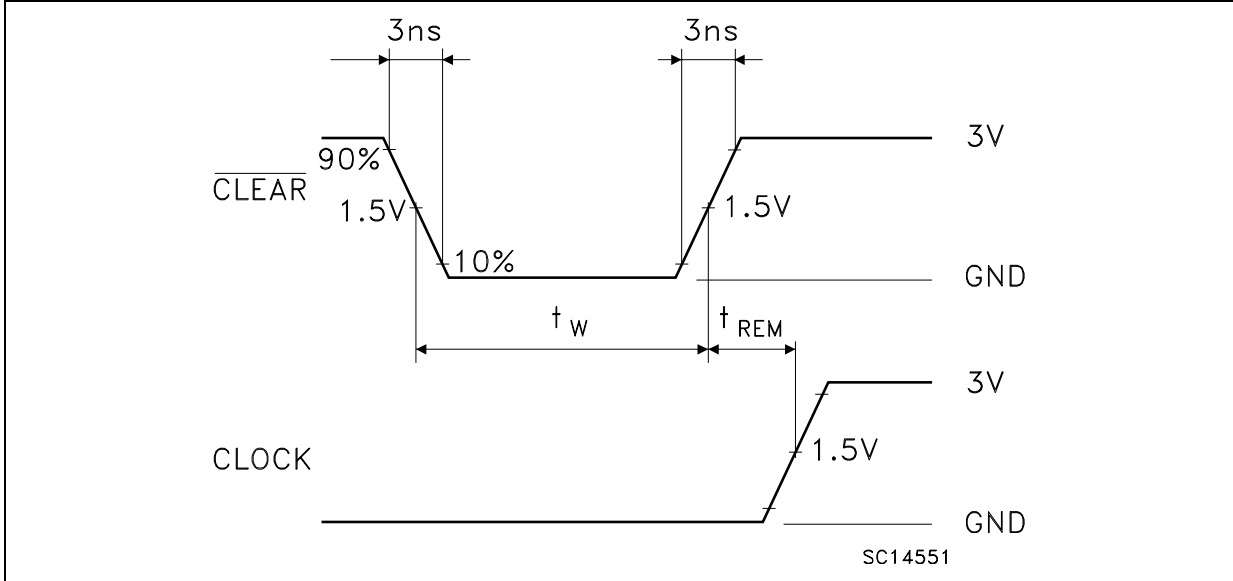 3ns 3ns
3V
90%
CLEAR
1.5V 1.5V
10%
GND
t W t REM
3V
1.5V
CLOCK
GND
SC14551